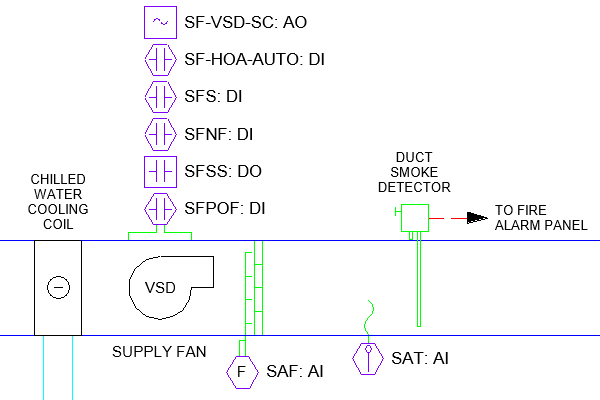 SF-VSD-SC: AO
SF-HOA-AUTO: DI
SFS: DI
SFNF: DI
SFSS: DO
SFPOF: DI
CHILLED
WATER
COOLING
COIL
DUCT
SMOKE
DETECTOR
TO FIRE
ALARM PANEL
VSD
SUPPLY FAN
F
SAF: AI
SAT: AI